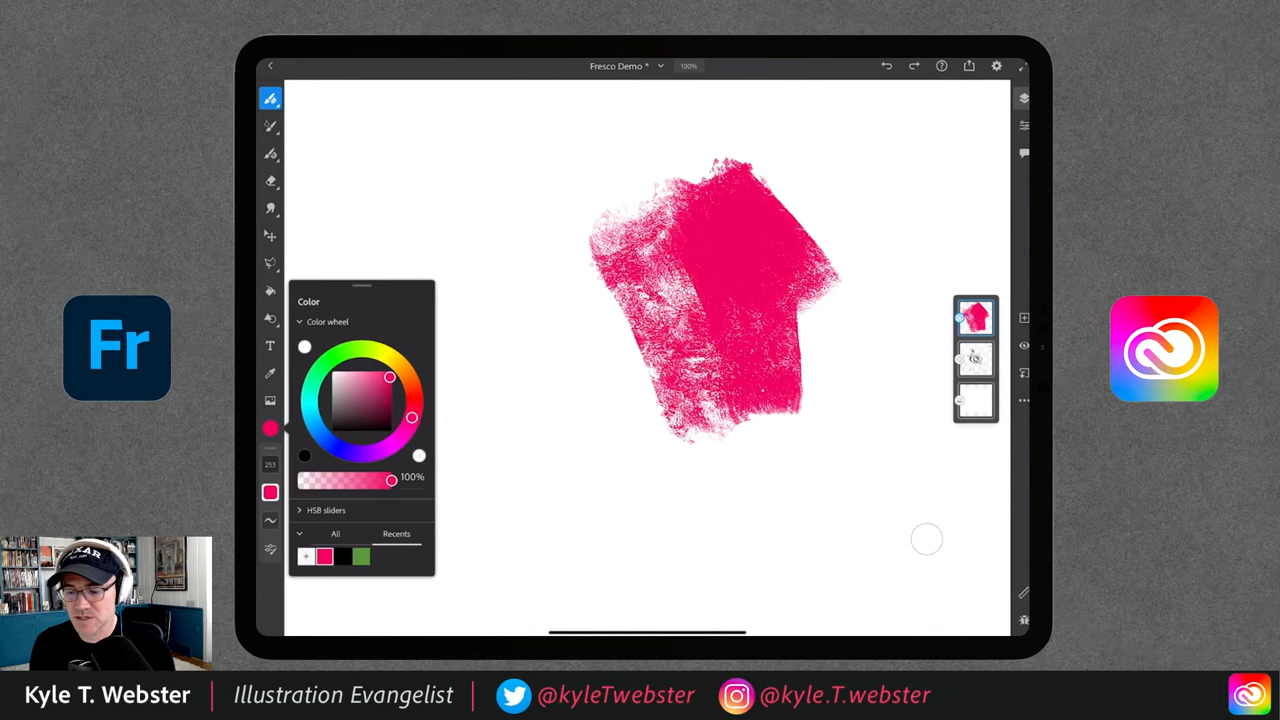 Fresco Demo *
100%
Color
Color wheel
100%
HSB sliders
All
Recents
253
T
Fr
Kyle T. Webster
Illustration Evangelist
@kyleTwebster
@kyle.T.webster